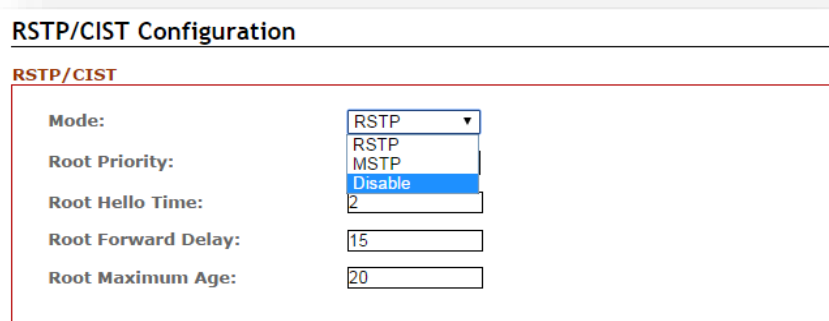 RSTP/CIST Configuration
RSTP/CIST
Mode: RSTP
RSTP
Root Priority: MSTP
Disable
Root Hello Time: 2
Root Forward Delay: 15
Root Maximum Age: 20